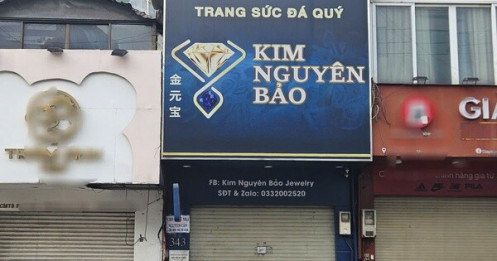 TRANG SỨC ĐÁ QUÝ
KIM
NGUYÊN
BẢO
金元宝
FB: Kim Nguyên Bảo Jewelry
SĐT & Zalo: 0332002520
343
GIA
FILA